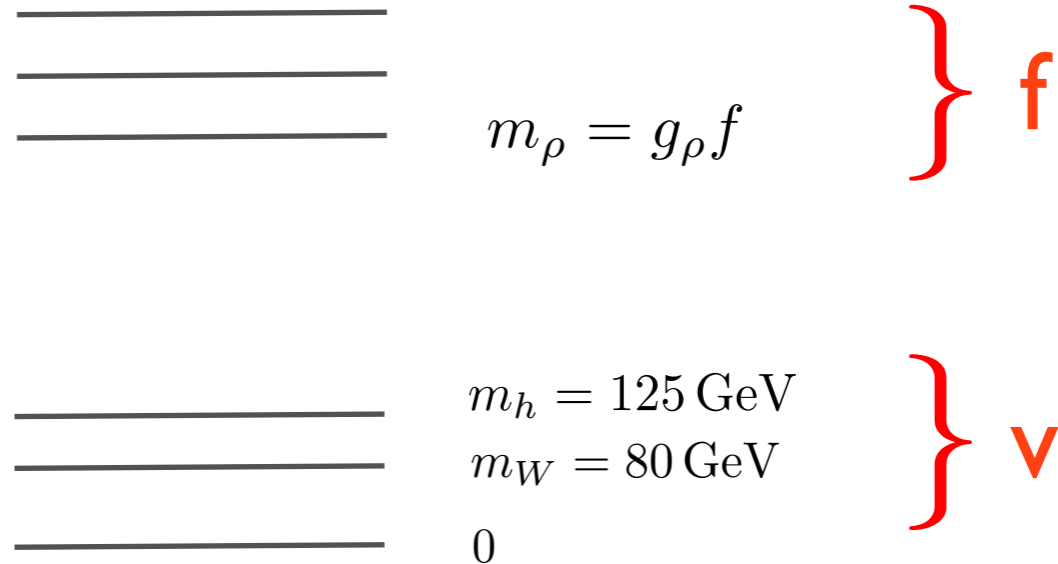 f
m_ρ = g_ρ f
m_h = 125 GeV
m_W = 80 GeV
v
0